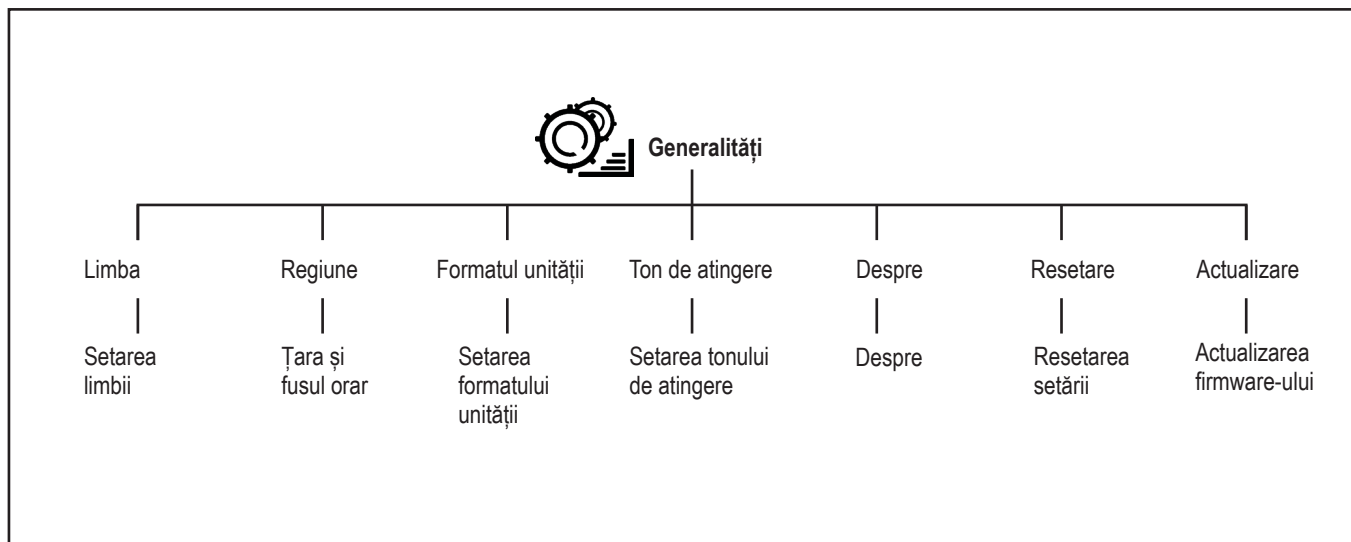 Generalități
Limba
Regiune
Formatul unității
Ton de atingere
Despre
Resetare
Actualizare
Setarea
limbii
Țara și
fusul orar
Setarea
formatului
unității
Setarea tonului
de atingere
Despre
Resetarea
setării
Actualizarea
firmware-ului